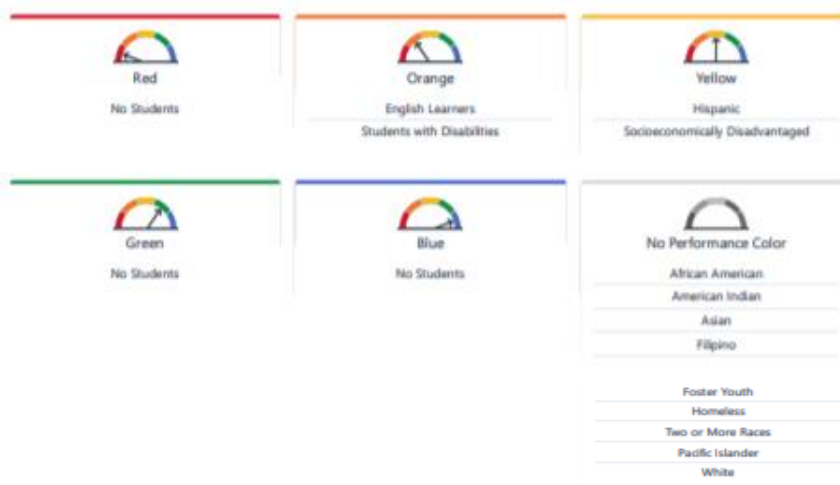 Red
No Students
Orange
English Learners
Students with Disabilities
Yellow
Hispanic
Socioeconomically Disadvantaged
Green
No Students
Blue
No Students
No Performance Color
African American
American Indian
Asian
Filipino
Foster Youth
Homeless
Two or More Races
Pacific Islander
White